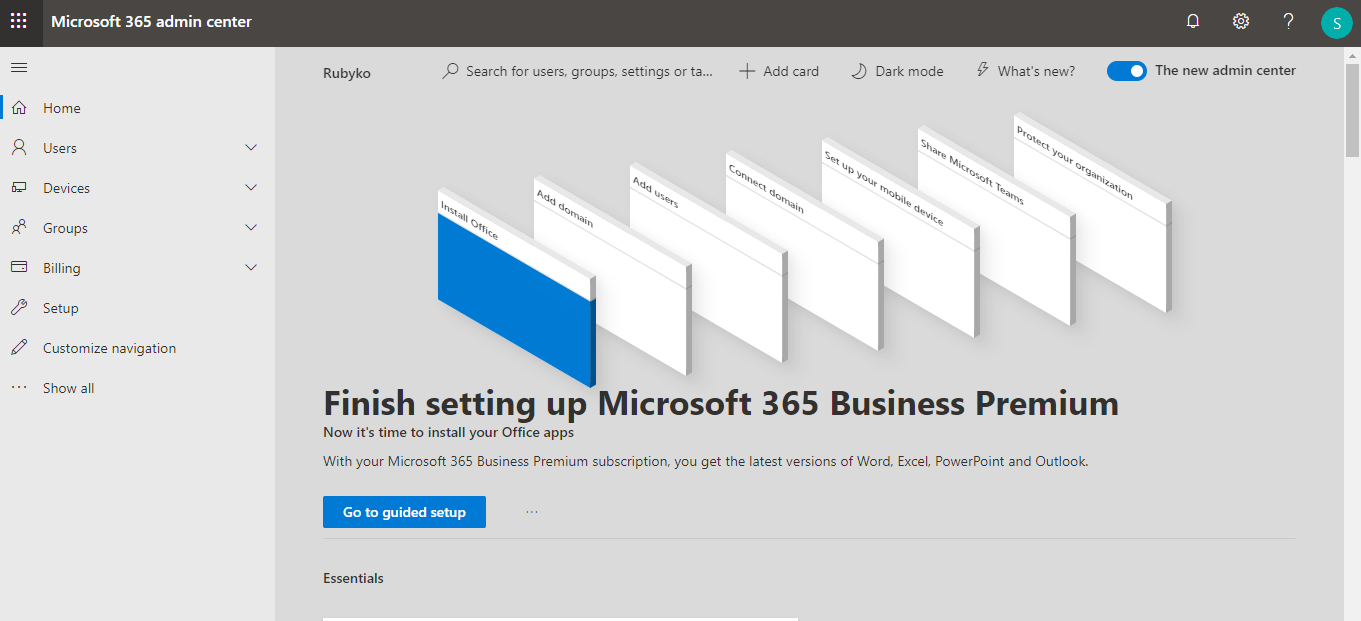 Microsoft 365 admin center
S
Home
Users
Devices
Groups
Billing
Setup
Customize navigation
Show all
Rubyko
Search for users, groups, settings or ta...
Add card
Dark mode
What's new?
The new admin center
Install Office
Add domain
Add users
Connect domain
Set up your mobile device
Share Microsoft Teams
Protect your organization
Finish setting up Microsoft 365 Business Premium
Now it's time to install your Office apps
With your Microsoft 365 Business Premium subscription, you get the latest versions of Word, Excel, PowerPoint and Outlook.
Go to guided setup
Essentials